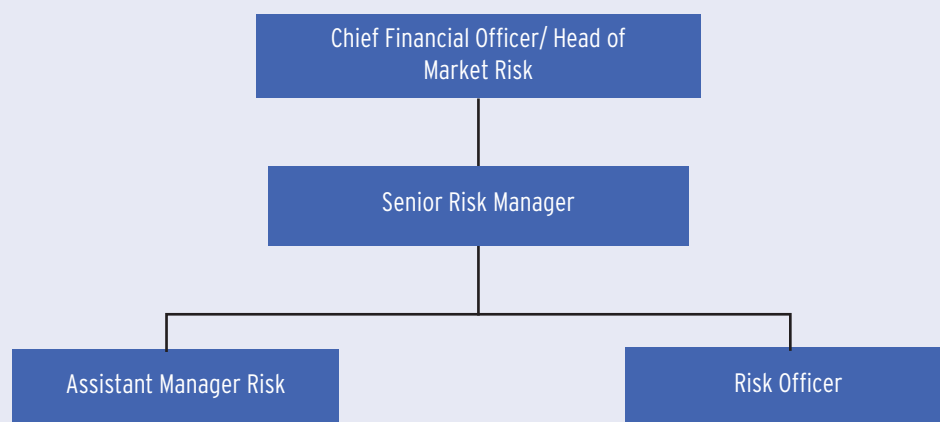 Chief Financial Officer/ Head of
Market Risk
Senior Risk Manager
Assistant Manager Risk
Risk Officer